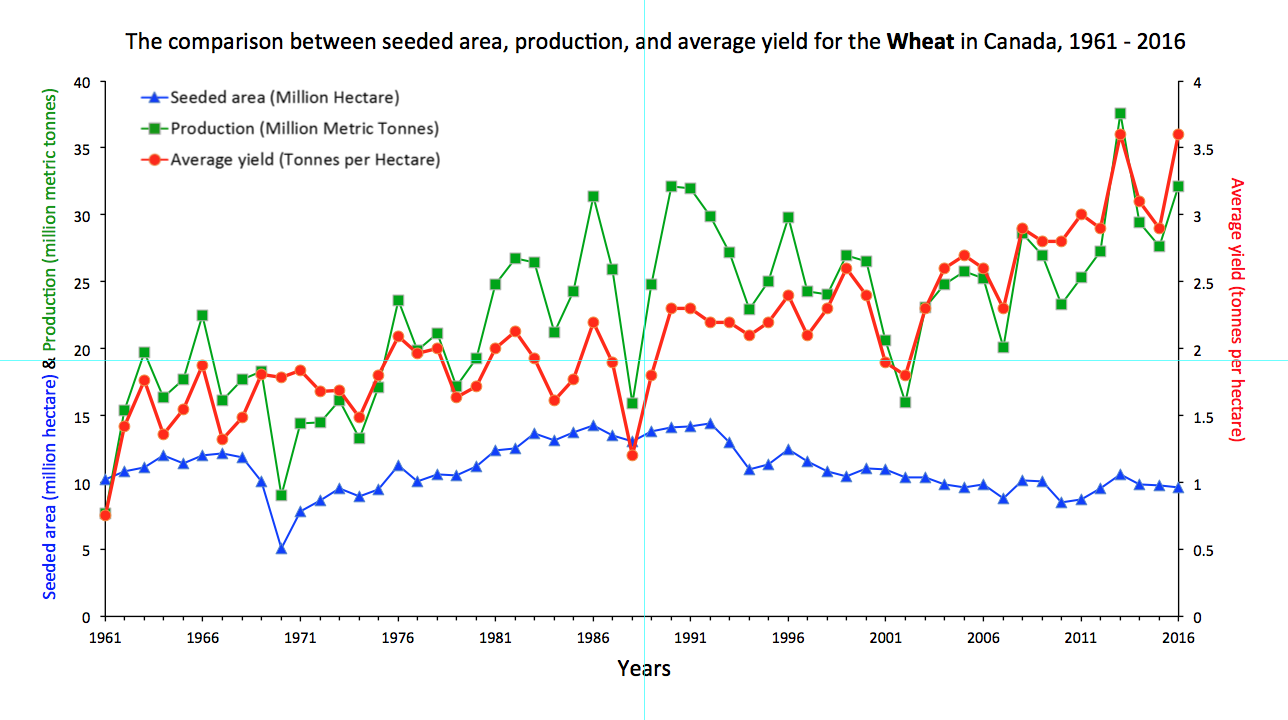 The comparison between seeded area, production, and average yield for the Wheat in Canada, 1961 - 2016
Seeded area (Million Hectare)
Production (Million Metric Tonnes)
Average yield (Tonnes per Hectare)
Seeded area (million hectare) & Production (million metric tonnes)
40
35
30
25
20
15
10
5
0
4
3.5
3
2.5
2
1.5
1
0.5
0
Average yield (tonnes per hectare)
1961 1966 1971 1976 1981 1986 1991 1996 2001 2006 2011 2016
Years